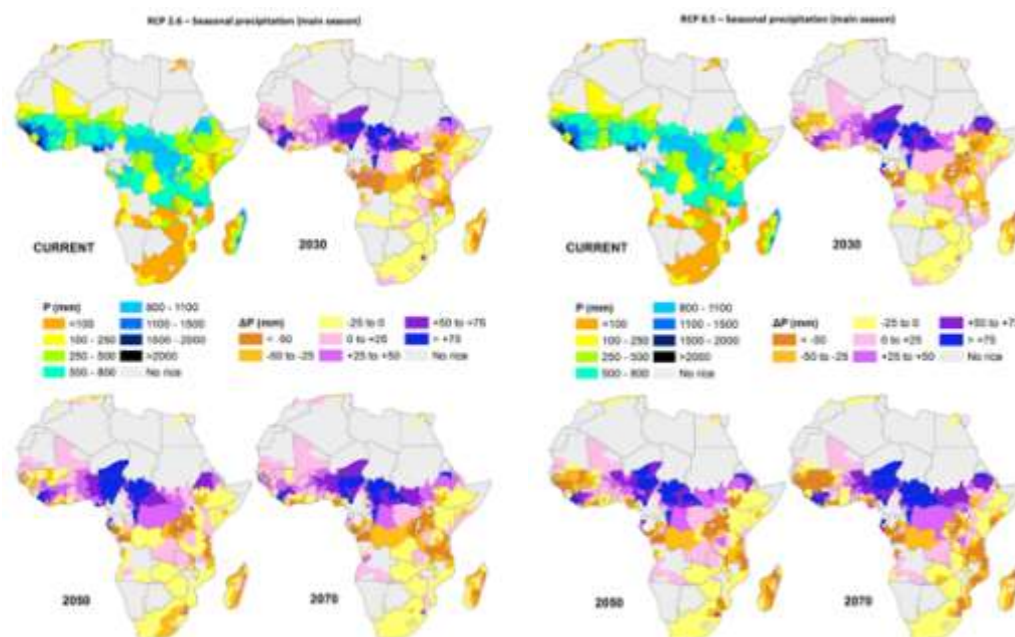 RCP 2.6 – Seasonal precipitation (main season)
CURRENT
2030
P (mm)
<100
100 - 250
250 - 500
500 - 800
800 - 1100
1100 - 1500
1500 - 2000
>2000
No rice
ΔP (mm)
< -50
-50 to -25
-25 to 0
0 to +25
+25 to +50
+50 to +75
> +75
No rice
2050
2070
RCP 8.5 – Seasonal precipitation (main season)
CURRENT
2030
P (mm)
<100
100 - 250
250 - 500
500 - 800
800 - 1100
1100 - 1500
1500 - 2000
>2000
No rice
ΔP (mm)
< -50
-50 to -25
-25 to 0
0 to +25
+25 to +50
+50 to +75
> +75
No rice
2050
2070